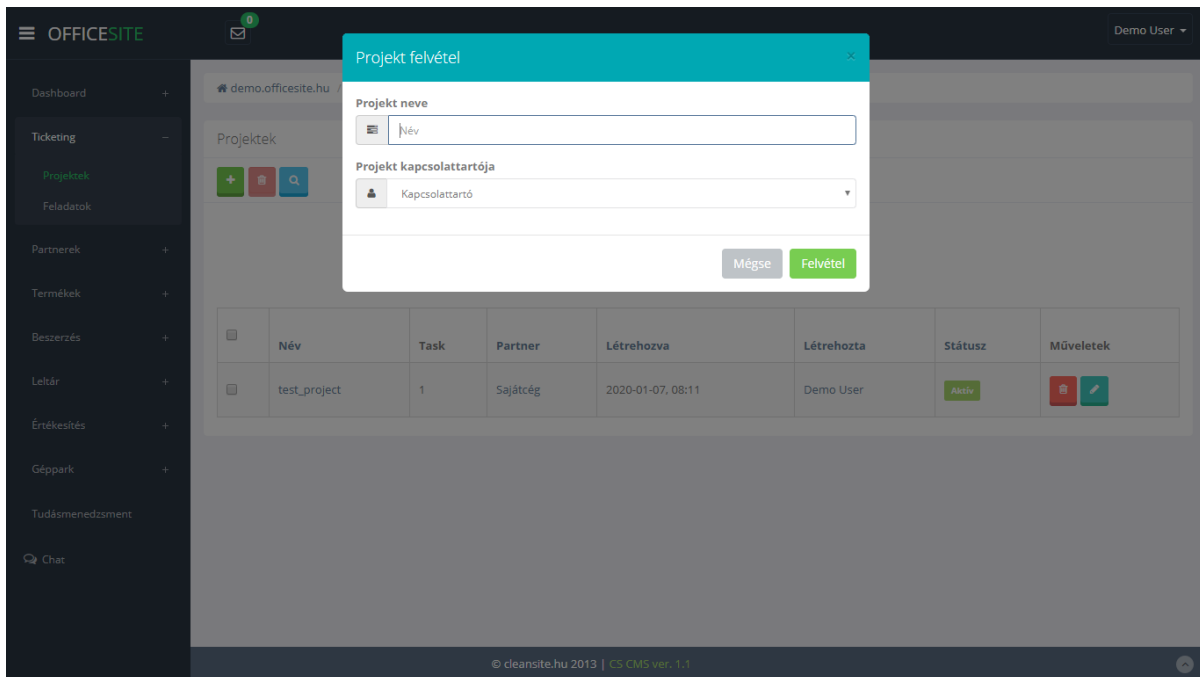 OFFICESITE
0
Demo User
Projekt felvétel
×
Dashboard +
demo.officesite.hu /
Projekt neve
Név
Ticketing −
Projektek
Projekt kapcsolattartója
Kapcsolattartó
Projektek
Feladatok
Mégse Felvétel
Partnerek +
Termékek +
Beszerzés +
Leltár +
Értékesítés +
Géppark +
Tudásmenedzsment
Chat
Név Task Partner Létrehozva Létrehozta Státusz Műveletek
test_project 1 Sajátcég 2020-01-07, 08:11 Demo User Aktív
© cleansite.hu 2013 | CS CMS ver. 1.1